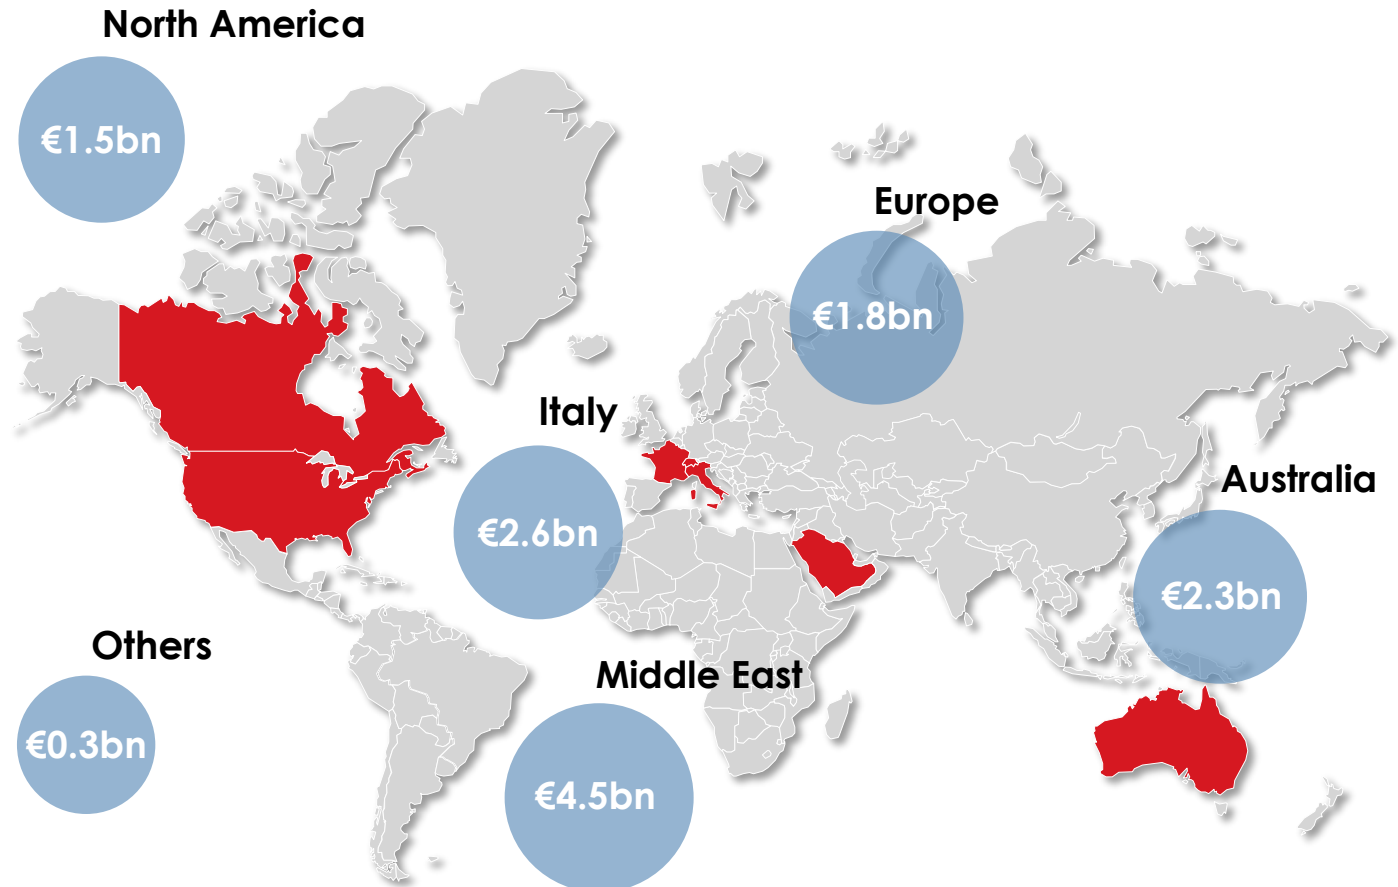 North America
€1.5bn
Europe
€1.8bn
Italy
€2.6bn
Australia
€2.3bn
Others
€0.3bn
Middle East
€4.5bn